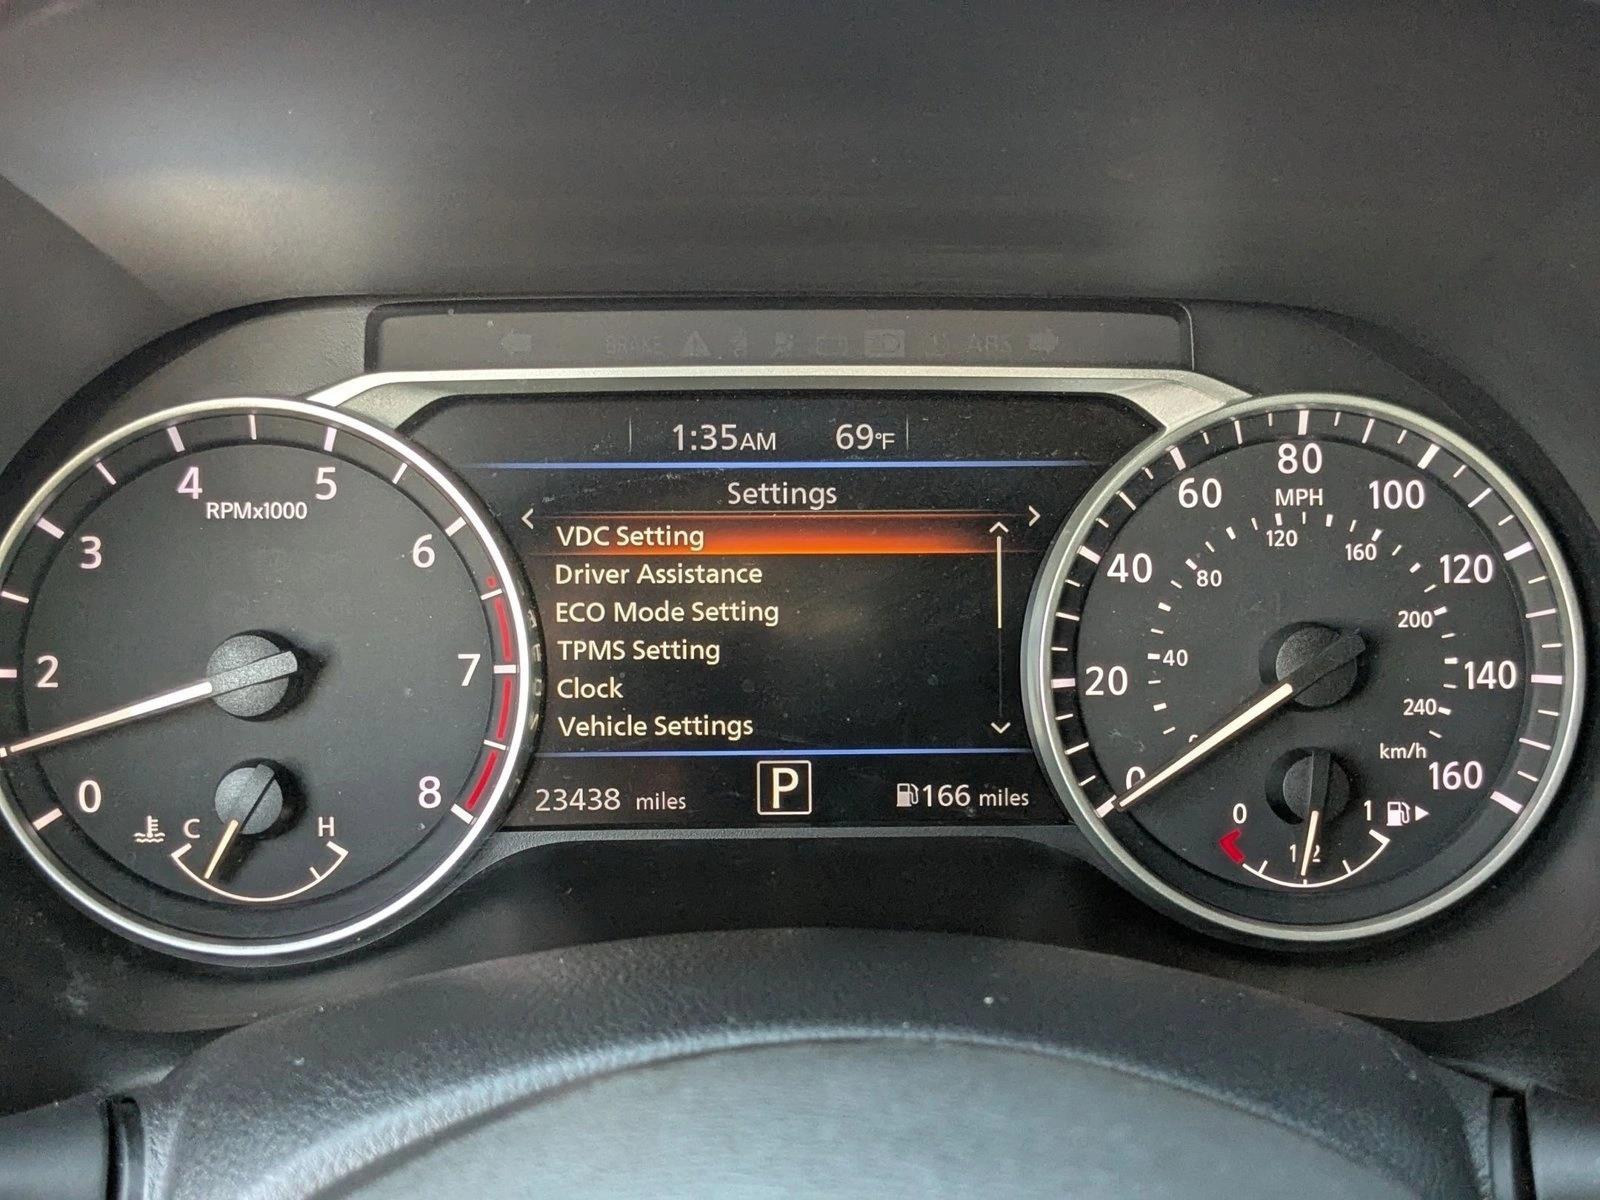 BRAKE ABS
1:35AM 69°F
Settings
VDC Setting
Driver Assistance
ECO Mode Setting
TPMS Setting
Clock
Vehicle Settings
23438 miles P 166 miles
0 2 3 4 5 6 7 8
RPMx1000
C H
0 20 40 60 80 100 120 140 160
MPH
40 80 120 160 200 240
km/h
0 1/2 1